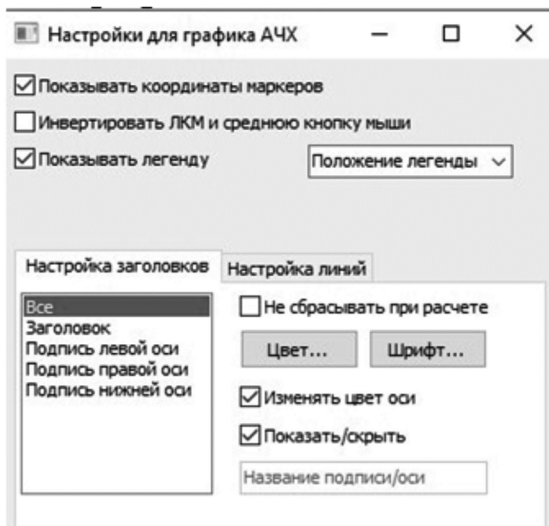 Настройки для графика АЧХ
Показывать координаты маркеров
Инвертировать ЛКМ и среднюю кнопку мыши
Показывать легенду
Положение легенды
Настройка заголовков
Настройка линий
Все
Заголовок
Подпись левой оси
Подпись правой оси
Подпись нижней оси
Не сбрасывать при расчете
Цвет...
Шрифт...
Изменять цвет оси
Показать/скрыть
Название подписи/оси